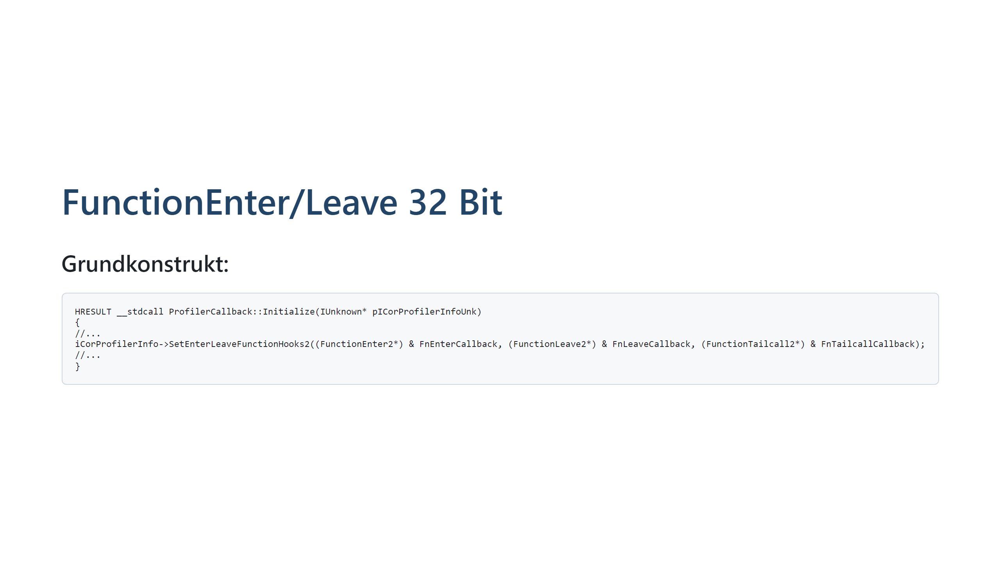 FunctionEnter/Leave 32 Bit
Grundkonstrukt:
HRESULT __stdcall ProfilerCallback::Initialize(IUnknown* pICorProfilerInfoUnk)
{
//...
iCorProfilerInfo->SetEnterLeaveFunctionHooks2((FunctionEnter2*) & FnEnterCallback, (FunctionLeave2*) & FnLeaveCallback, (FunctionTailcall2*) & FnTailcallCallback);
//...
}